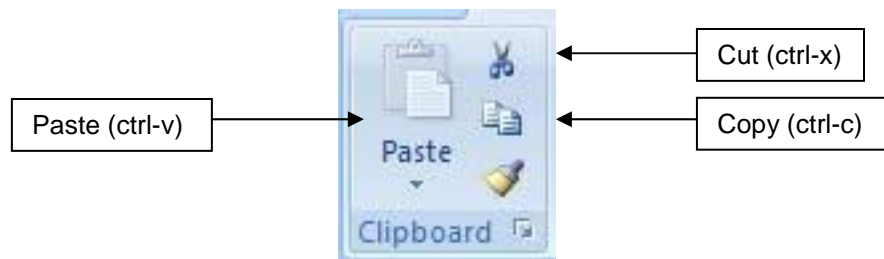 Cut (ctrl-x)
Paste (ctrl-v)
Copy (ctrl-c)
Paste
Clipboard